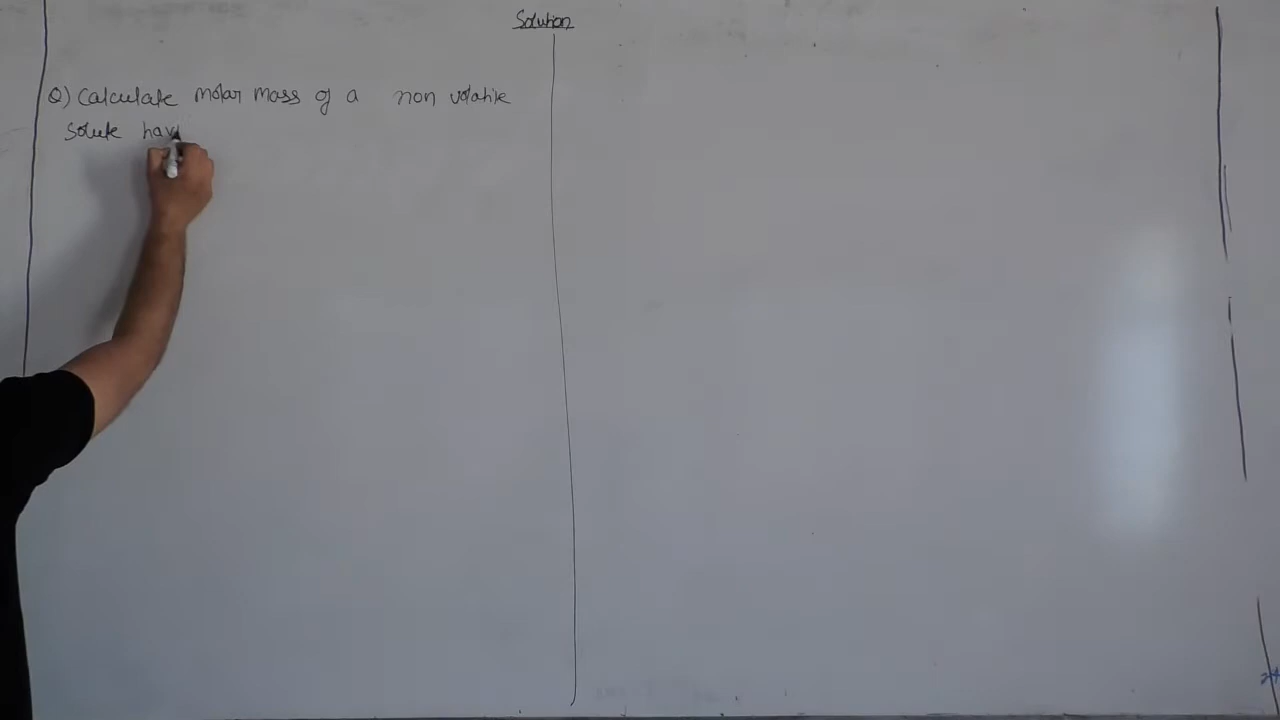 Solution
Q) Calculate molar mass of a non volatile
Solute hav